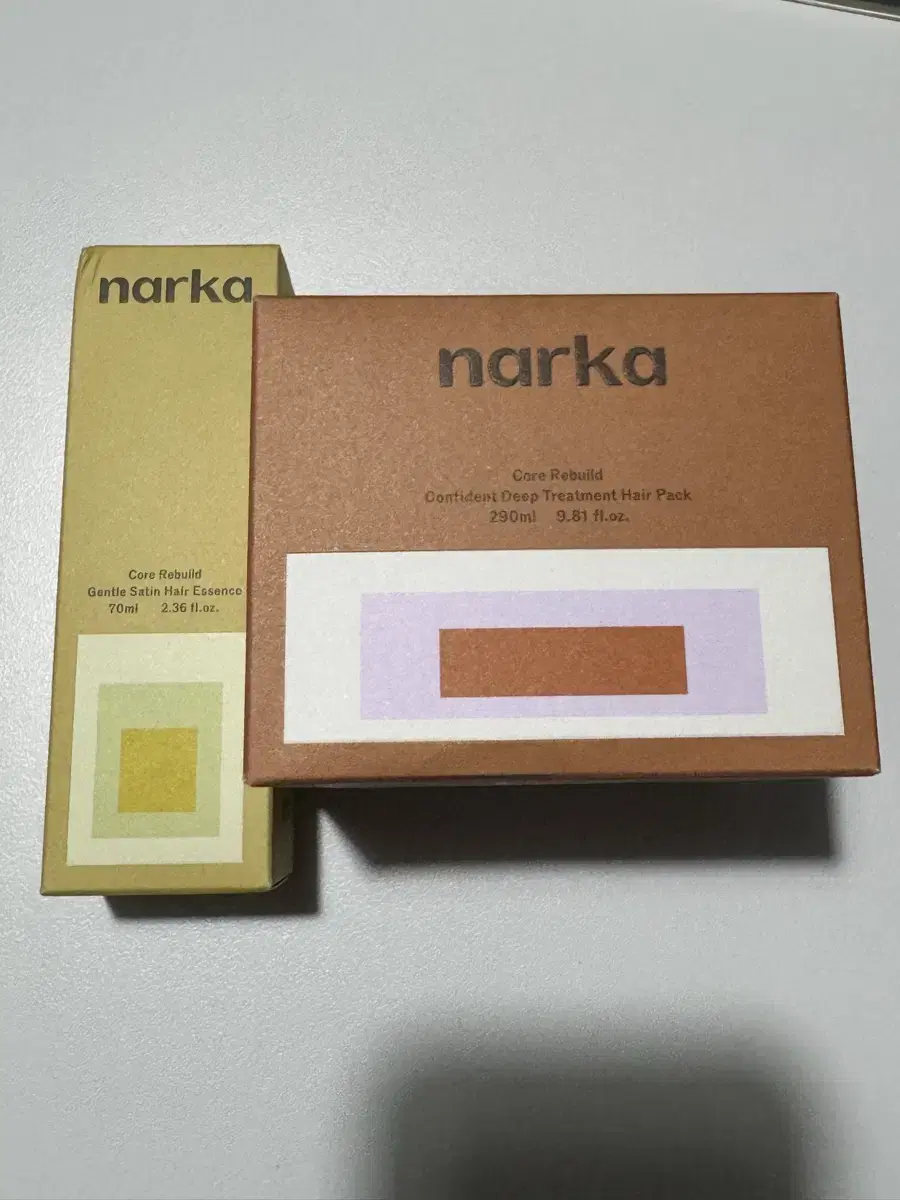 narka
Core Rebuild
Gentle Satin Hair Essence
70ml 2.36 fl.oz.
narka
Core Rebuild
Confident Deep Treatment Hair Pack
290ml 9.81 fl.oz.